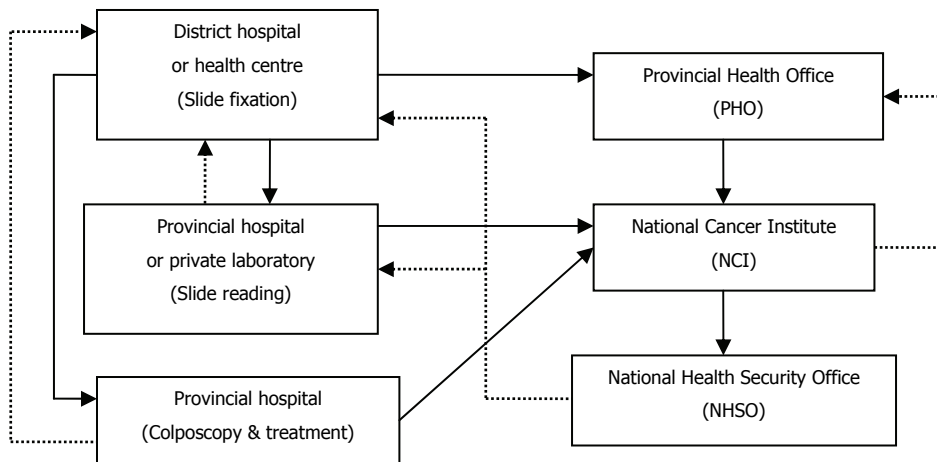 District hospital
or health centre
(Slide fixation)
Provincial Health Office
(PHO)
Provincial hospital
or private laboratory
(Slide reading)
National Cancer Institute
(NCI)
Provincial hospital
(Colposcopy & treatment)
National Health Security Office
(NHSO)